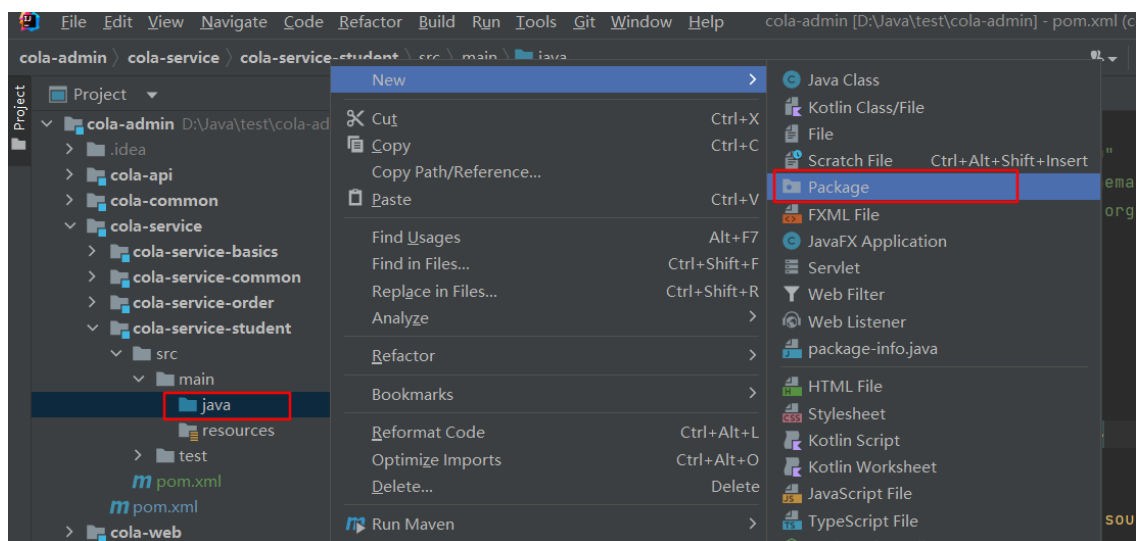 File Edit View Navigate Code Refactor Build Run Tools Git Window Help cola-admin [D:\Java\test\cola-admin] - pom.xml (c
cola-admin cola-service cola-service-student src main java
Project
Project
cola-admin D:\Java\test\cola-ad
.idea
cola-api
cola-common
cola-service
cola-service-basics
cola-service-common
cola-service-order
cola-service-student
src
main
java
resources
test
pom.xml
pom.xml
cola-web
New
Cut Ctrl+X
Copy Ctrl+C
Copy Path/Reference...
Paste Ctrl+V
Find Usages Alt+F7
Find in Files... Ctrl+Shift+F
Replace in Files... Ctrl+Shift+R
Analyze
Refactor
Bookmarks
Reformat Code Ctrl+Alt+L
Optimize Imports Ctrl+Alt+O
Delete... Delete
Run Maven
Java Class
Kotlin Class/File
File
Scratch File Ctrl+Alt+Shift+Insert
Package
FXML File
JavaFX Application
Servlet
Web Filter
Web Listener
package-info.java
HTML File
Stylesheet
Kotlin Script
Kotlin Worksheet
JavaScript File
TypeScript File
"
ema
org
sou